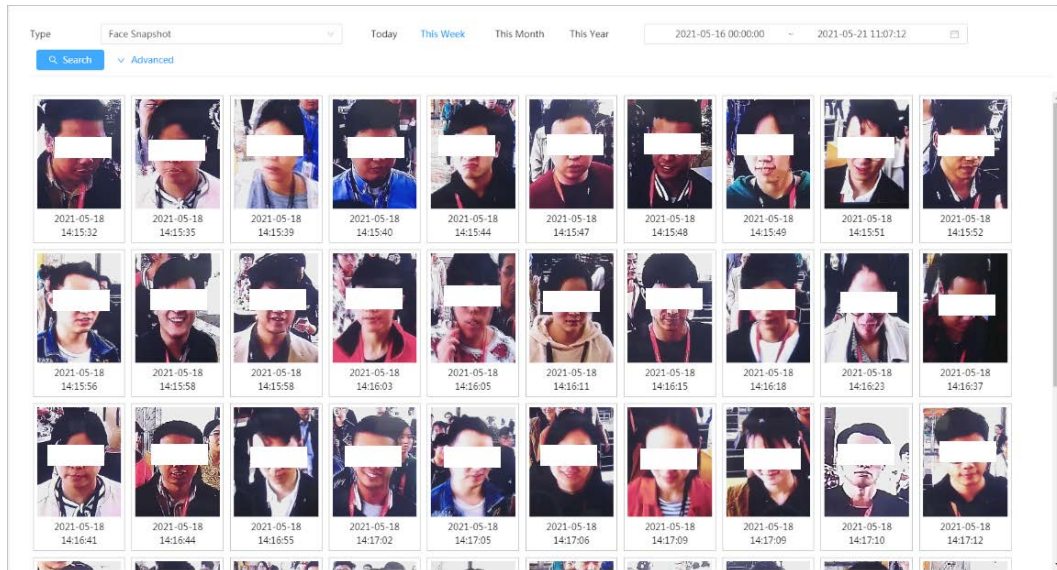 Type Face Snapshot Today This Week This Month This Year 2021-05-16 00:00:00 ~ 2021-05-21 11:07:12
Search Advanced
2021-05-18 2021-05-18 2021-05-18 2021-05-18 2021-05-18 2021-05-18 2021-05-18 2021-05-18 2021-05-18 2021-05-18
14:15:32 14:15:35 14:15:39 14:15:40 14:15:44 14:15:47 14:15:48 14:15:49 14:15:51 14:15:52
2021-05-18 2021-05-18 2021-05-18 2021-05-18 2021-05-18 2021-05-18 2021-05-18 2021-05-18 2021-05-18 2021-05-18
14:15:56 14:15:58 14:15:58 14:16:03 14:16:05 14:16:11 14:16:15 14:16:18 14:16:23 14:16:37
2021-05-18 2021-05-18 2021-05-18 2021-05-18 2021-05-18 2021-05-18 2021-05-18 2021-05-18 2021-05-18 2021-05-18
14:16:41 14:16:44 14:16:55 14:17:02 14:17:05 14:17:06 14:17:09 14:17:09 14:17:10 14:17:12